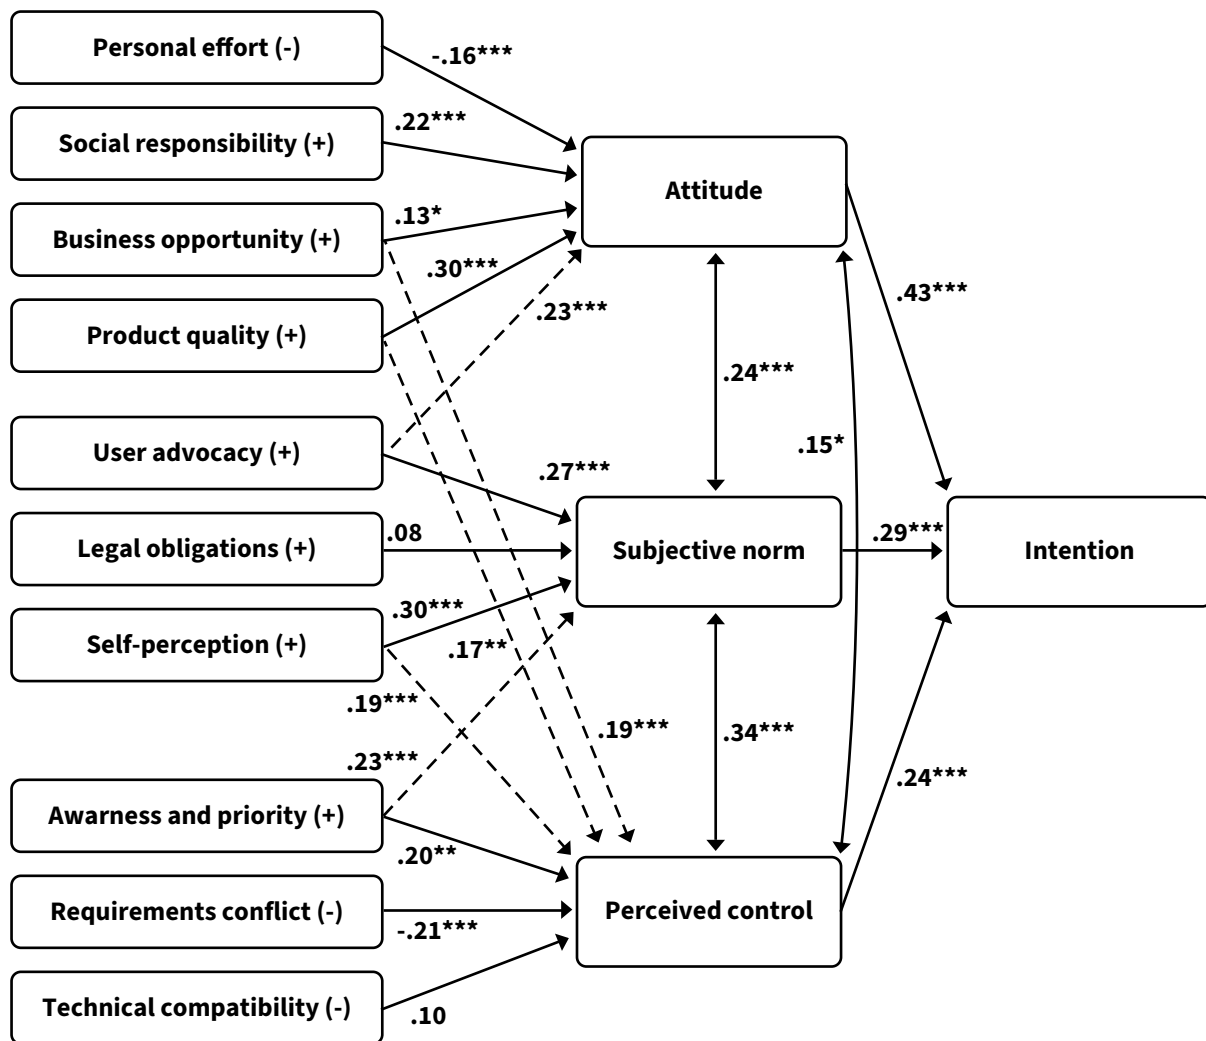 Personal effort (-)
-.16***
Social responsibility (+)
.22***
Attitude
Business opportunity (+)
.13*
.30***
Product quality (+)
.23***
.43***
.24***
User advocacy (+)
.27***
.15*
Legal obligations (+)
.08
Subjective norm
.29***
Intention
Self-perception (+)
.30***
.17**
.19***
.23***
.19***
.34***
.24***
Awarness and priority (+)
.20**
Requirements conflict (-)
-.21***
Perceived control
Technical compatibility (-)
.10